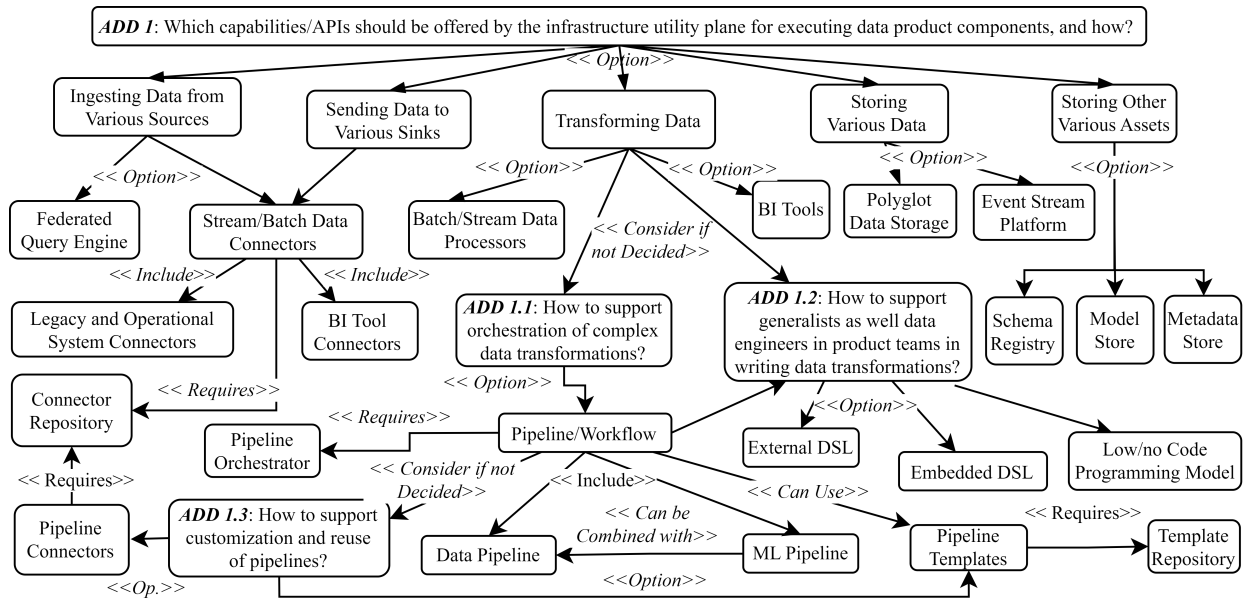 ADD 1: Which capabilities/APIs should be offered by the infrastructure utility plane for executing data product components, and how?
<< Option>>
Ingesting Data from
Various Sources
Sending Data to
Various Sinks
Transforming Data
Storing
Various Data
Storing Other
Various Assets
<< Option>>
<< Option>>
<< Option>>
<< Option>>
<<Option>>
Federated
Query Engine
Stream/Batch Data
Connectors
Batch/Stream Data
Processors
BI Tools
Polyglot
Data Storage
Event Stream
Platform
<< Consider if
not Decided>>
<< Include>>
<< Include>>
Legacy and Operational
System Connectors
BI Tool
Connectors
ADD 1.1: How to support
orchestration of complex
data transformations?
ADD 1.2: How to support
generalists as well data
engineers in product teams in
writing data transformations?
Schema
Registry
Model
Store
Metadata
Store
<< Requires>>
<< Option>>
Connector
Repository
<< Requires>>
<<Option>>
Pipeline
Orchestrator
Pipeline/Workflow
External DSL
Embedded DSL
Low/no Code
Programming Model
<< Requires>>
<< Consider if not
Decided>>
<< Include>>
<< Can Use>>
Pipeline
Connectors
ADD 1.3: How to support
customization and reuse
of pipelines?
<< Can be
Combined with>>
<< Requires>>
Data Pipeline
ML Pipeline
Pipeline
Templates
Template
Repository
<<Op.>>
<<Option>>